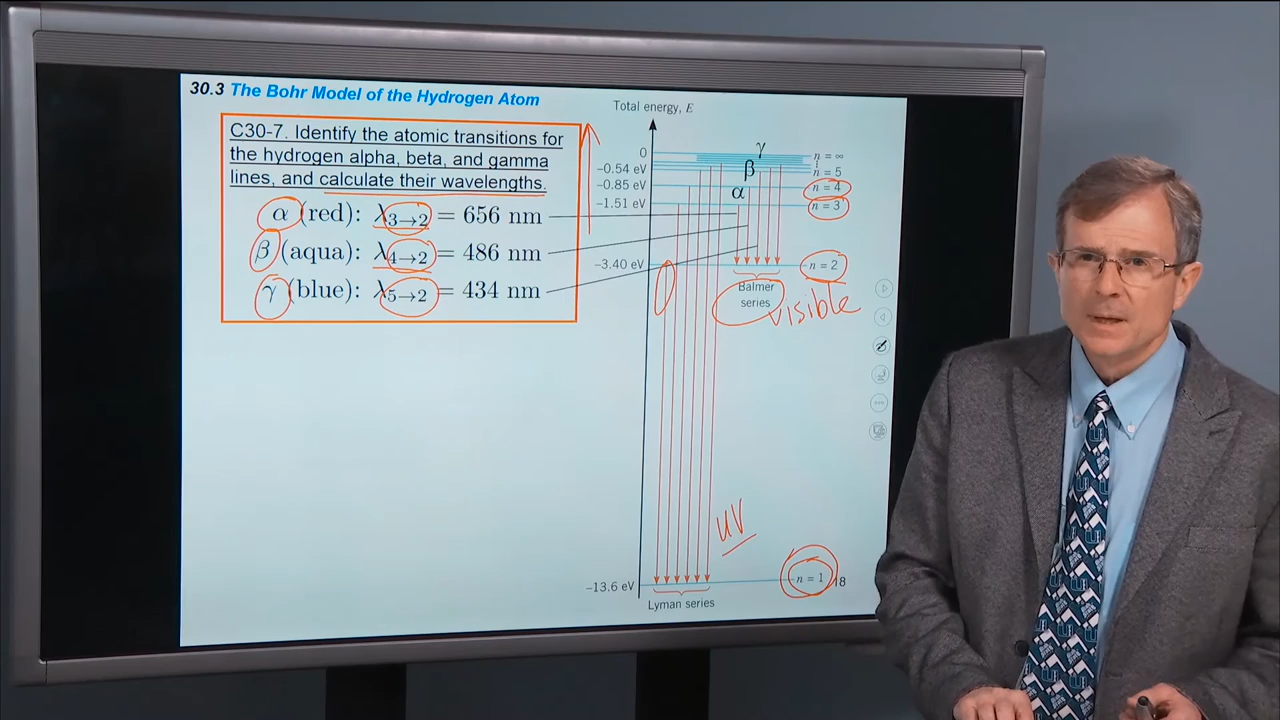 30.3 The Bohr Model of the Hydrogen Atom
C30-7. Identify the atomic transitions for
the hydrogen alpha, beta, and gamma
lines, and calculate their wavelengths.
α (red): λ3→2 = 656 nm
β (aqua): λ4→2 = 486 nm
γ (blue): λ5→2 = 434 nm
Total energy, E
0
−0.54 eV
−0.85 eV
−1.51 eV
−3.40 eV
−13.6 eV
γ
β
α
n = ∞
n = 5
n = 4
n = 3
n = 2
Balmer
series
visible
UV
n = 1
18
Lyman series